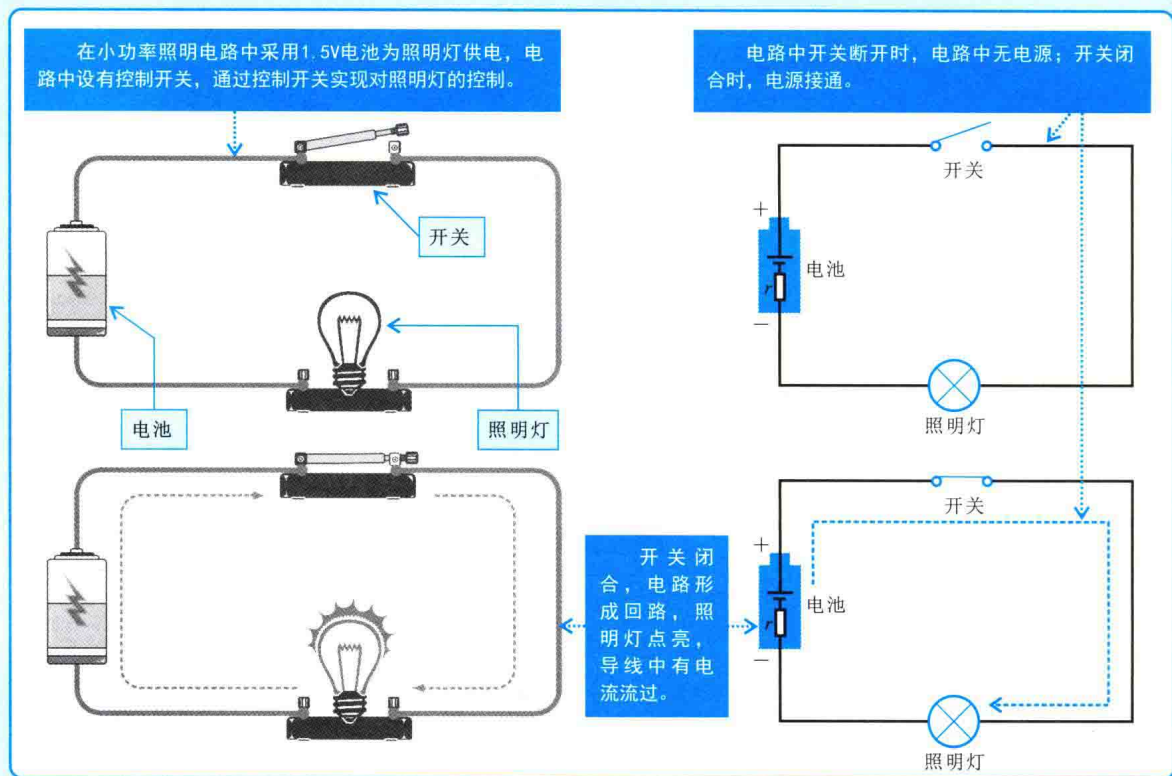 在小功率照明电路中采用1.5V电池为照明灯供电，电
路中设有控制开关，通过控制开关实现对照明灯的控制。
电路中开关断开时，电路中无电源；开关闭
合时，电源接通。
开关
电池
照明灯
开关
+
电池
r
−
照明灯
开关闭
合，电路形
成回路，照
明灯点亮，
导线中有电
流流过。
开关
+
电池
r
−
照明灯